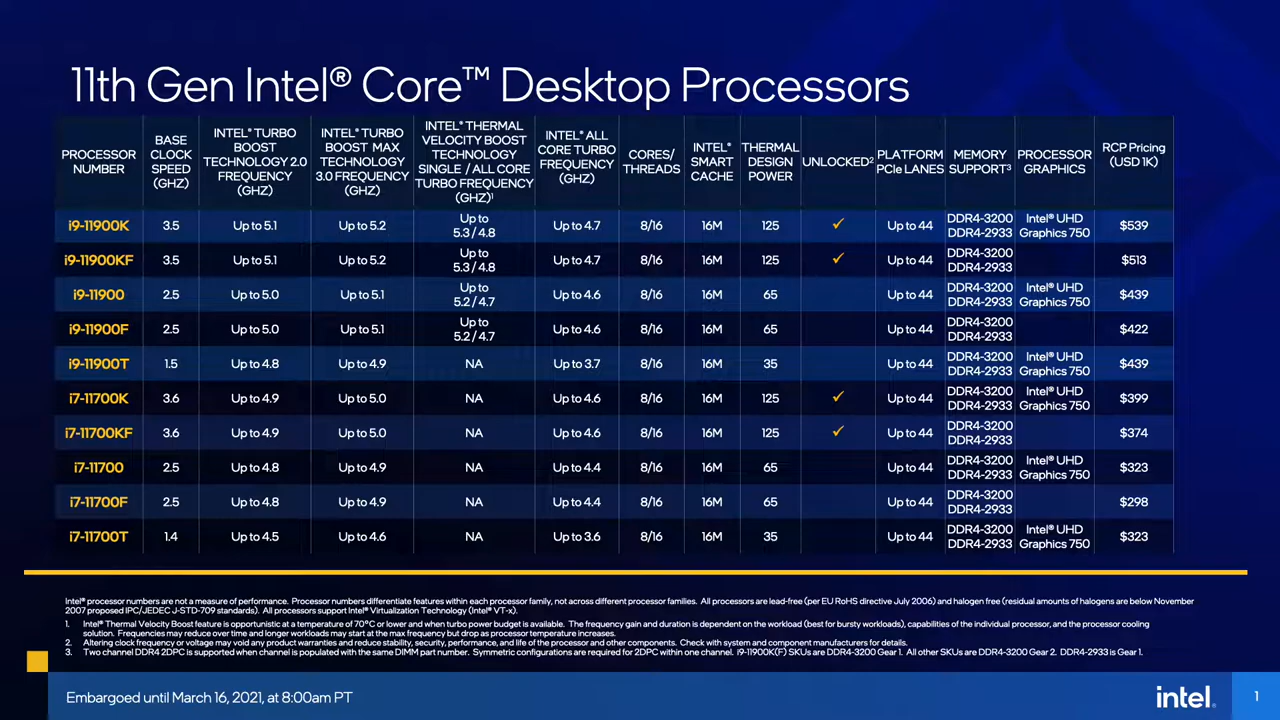 11th Gen Intel® Core™ Desktop Processors
PROCESSOR NUMBER | BASE CLOCK SPEED (GHZ) | INTEL® TURBO BOOST TECHNOLOGY 2.0 FREQUENCY (GHZ) | INTEL® TURBO BOOST MAX TECHNOLOGY 3.0 FREQUENCY (GHZ) | INTEL® THERMAL VELOCITY BOOST TECHNOLOGY SINGLE / ALL CORE TURBO FREQUENCY (GHZ)¹ | INTEL® ALL CORE TURBO FREQUENCY (GHZ) | CORES/ THREADS | INTEL® SMART CACHE | THERMAL DESIGN POWER | UNLOCKED² | PLATFORM PCIe LANES | MEMORY SUPPORT³ | PROCESSOR GRAPHICS | RCP Pricing (USD 1K)
i9-11900K | 3.5 | Up to 5.1 | Up to 5.2 | Up to 5.3 / 4.8 | Up to 4.7 | 8/16 | 16M | 125 | ✓ | Up to 44 | DDR4-3200 DDR4-2933 | Intel® UHD Graphics 750 | $539
i9-11900KF | 3.5 | Up to 5.1 | Up to 5.2 | Up to 5.3 / 4.8 | Up to 4.7 | 8/16 | 16M | 125 | ✓ | Up to 44 | DDR4-3200 DDR4-2933 | | $513
i9-11900 | 2.5 | Up to 5.0 | Up to 5.1 | Up to 5.2 / 4.7 | Up to 4.6 | 8/16 | 16M | 65 | | Up to 44 | DDR4-3200 DDR4-2933 | Intel® UHD Graphics 750 | $439
i9-11900F | 2.5 | Up to 5.0 | Up to 5.1 | Up to 5.2 / 4.7 | Up to 4.6 | 8/16 | 16M | 65 | | Up to 44 | DDR4-3200 DDR4-2933 | | $422
i9-11900T | 1.5 | Up to 4.8 | Up to 4.9 | NA | Up to 3.7 | 8/16 | 16M | 35 | | Up to 44 | DDR4-3200 DDR4-2933 | Intel® UHD Graphics 750 | $439
i7-11700K | 3.6 | Up to 4.9 | Up to 5.0 | NA | Up to 4.6 | 8/16 | 16M | 125 | ✓ | Up to 44 | DDR4-3200 DDR4-2933 | Intel® UHD Graphics 750 | $399
i7-11700KF | 3.6 | Up to 4.9 | Up to 5.0 | NA | Up to 4.6 | 8/16 | 16M | 125 | ✓ | Up to 44 | DDR4-3200 DDR4-2933 | | $374
i7-11700 | 2.5 | Up to 4.8 | Up to 4.9 | NA | Up to 4.4 | 8/16 | 16M | 65 | | Up to 44 | DDR4-3200 DDR4-2933 | Intel® UHD Graphics 750 | $323
i7-11700F | 2.5 | Up to 4.8 | Up to 4.9 | NA | Up to 4.4 | 8/16 | 16M | 65 | | Up to 44 | DDR4-3200 DDR4-2933 | | $298
i7-11700T | 1.4 | Up to 4.5 | Up to 4.6 | NA | Up to 3.6 | 8/16 | 16M | 35 | | Up to 44 | DDR4-3200 DDR4-2933 | Intel® UHD Graphics 750 | $323
Intel® processor numbers are not a measure of performance. Processor numbers differentiate features within each processor family, not across different processor families. All processors are lead-free (per EU RoHS directive July 2006) and halogen free (residual amounts of halogens are below November
2007 proposed IPC/JEDEC J-STD-709 standards). All processors support Intel® Virtualization Technology (Intel® VT-x).
1. Intel® Thermal Velocity Boost feature is opportunistic at a temperature of 70°C or lower and when turbo power budget is available. The frequency gain and duration is dependent on the workload (best for bursty workloads), capabilities of the individual processor, and the processor cooling
solution. Frequencies may reduce over time and longer workloads may start at the max frequency but drop as processor temperature increases.
2. Altering clock frequency or voltage may void any product warranties and reduce stability, security, performance, and life of the processor and other components. Check with system and component manufacturers for details.
3. Two channel DDR4 2DPC is supported when channel is populated with the same DIMM part number. Symmetric configurations are required for 2DPC within one channel. i9-11900K(F) SKUs are DDR4-3200 Gear 1. All other SKUs are DDR4-3200 Gear 2. DDR4-2933 is Gear 1.
Embargoed until March 16, 2021, at 8:00am PT
intel.
1